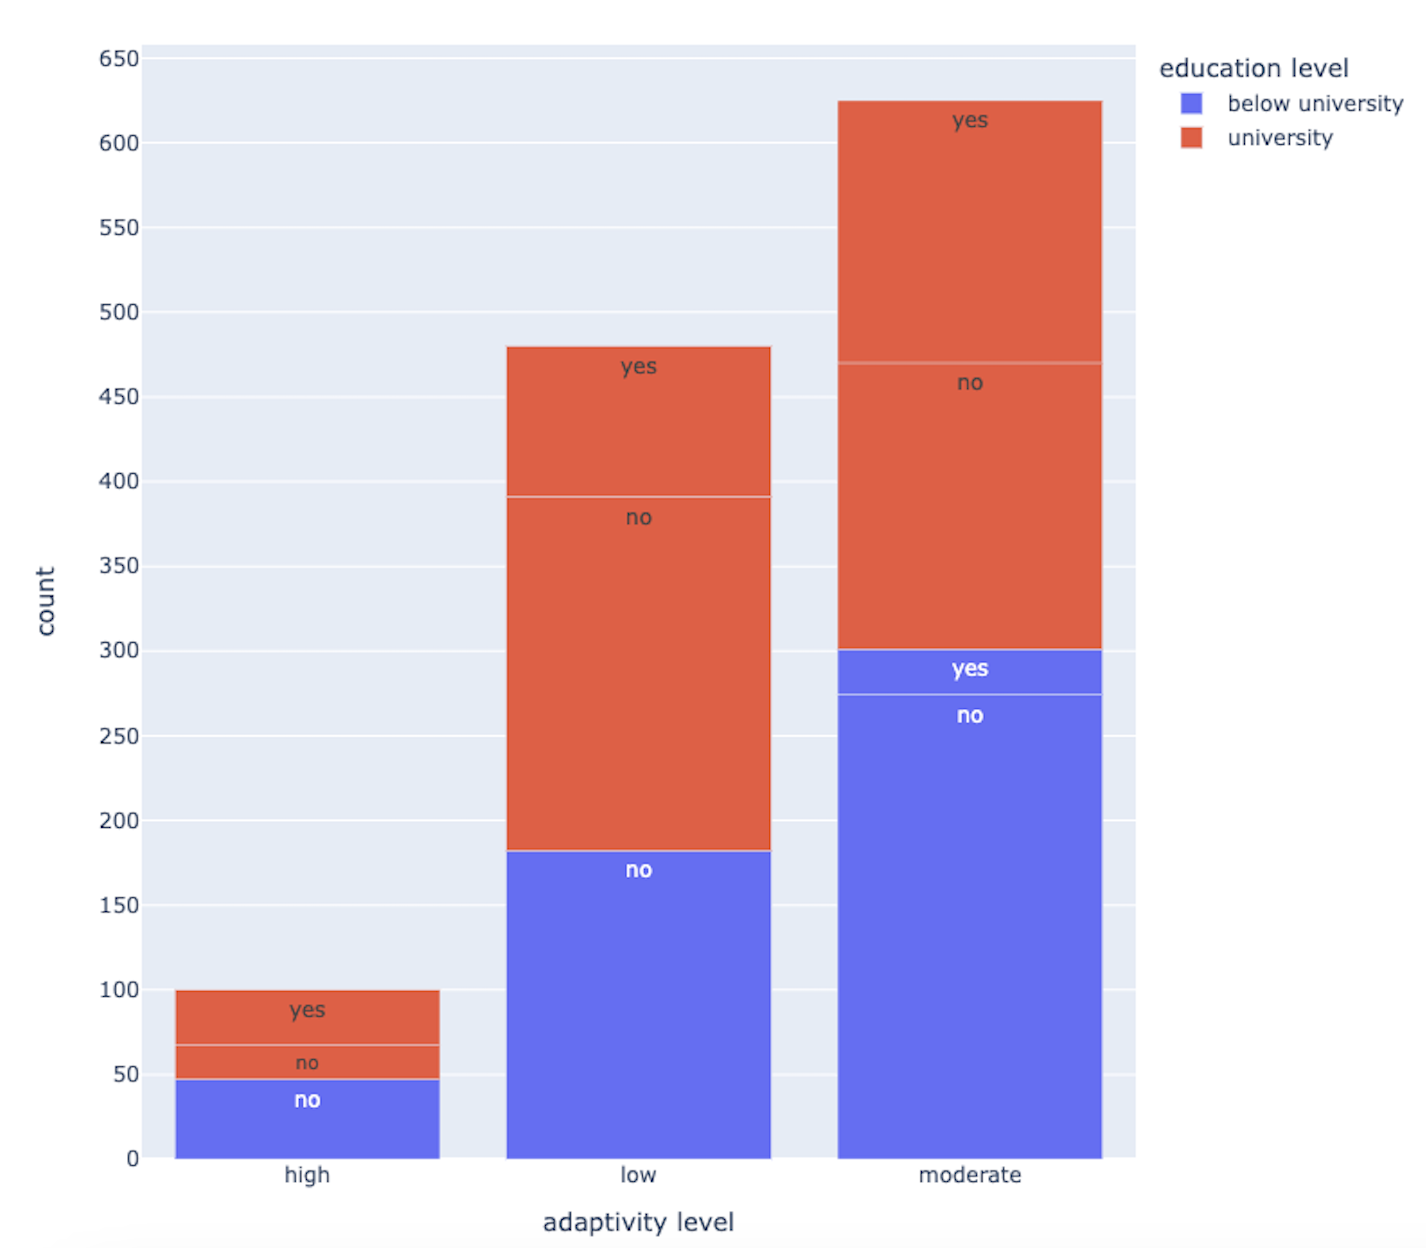 650
600
550
500
450
400
350
300
250
200
150
100
50
0
count
yes
no
no
yes
no
no
yes
no
yes
no
high low moderate
adaptivity level
education level
below university
university